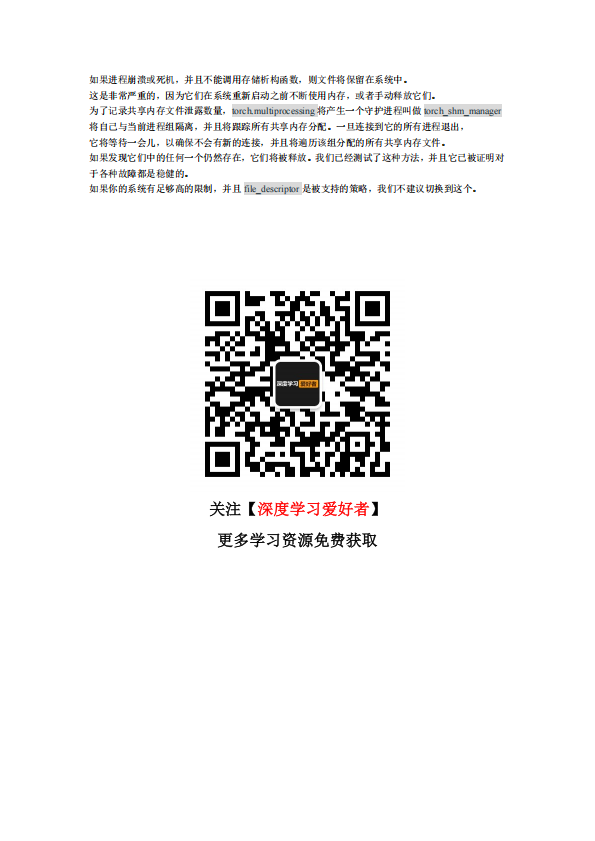 如果进程崩溃或死机，并且不能调用存储析构函数，则文件将保留在系统中。
这是非常严重的，因为它们在系统重新启动之前不断使用内存，或者手动释放它们。
为了记录共享内存文件泄露数量，torch.multiprocessing 将产生一个守护进程叫做 torch_shm_manager
将自己与当前进程组隔离，并且将跟踪所有共享内存分配。一旦连接到它的所有进程退出，
它将等待一会儿，以确保不会有新的连接，并且将遍历该组分配的所有共享内存文件。
如果发现它们中的任何一个仍然存在，它们将被释放。我们已经测试了这种方法，并且它已被证明对
于各种故障都是稳健的。
如果你的系统有足够高的限制，并且 file_descriptor 是被支持的策略，我们不建议切换到这个。
深度学习 爱好者
关注【深度学习爱好者】
更多学习资源免费获取